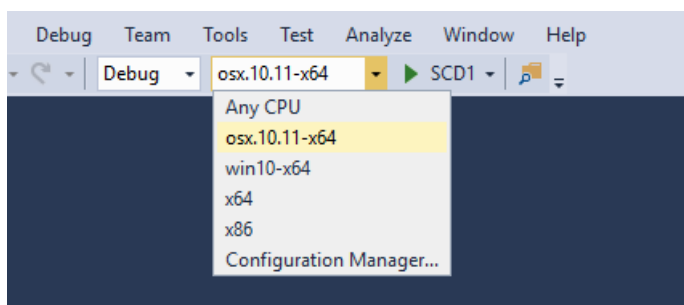 Debug Team Tools Test Analyze Window Help
Debug osx.10.11-x64 SCD1
Any CPU
osx.10.11-x64
win10-x64
x64
x86
Configuration Manager...